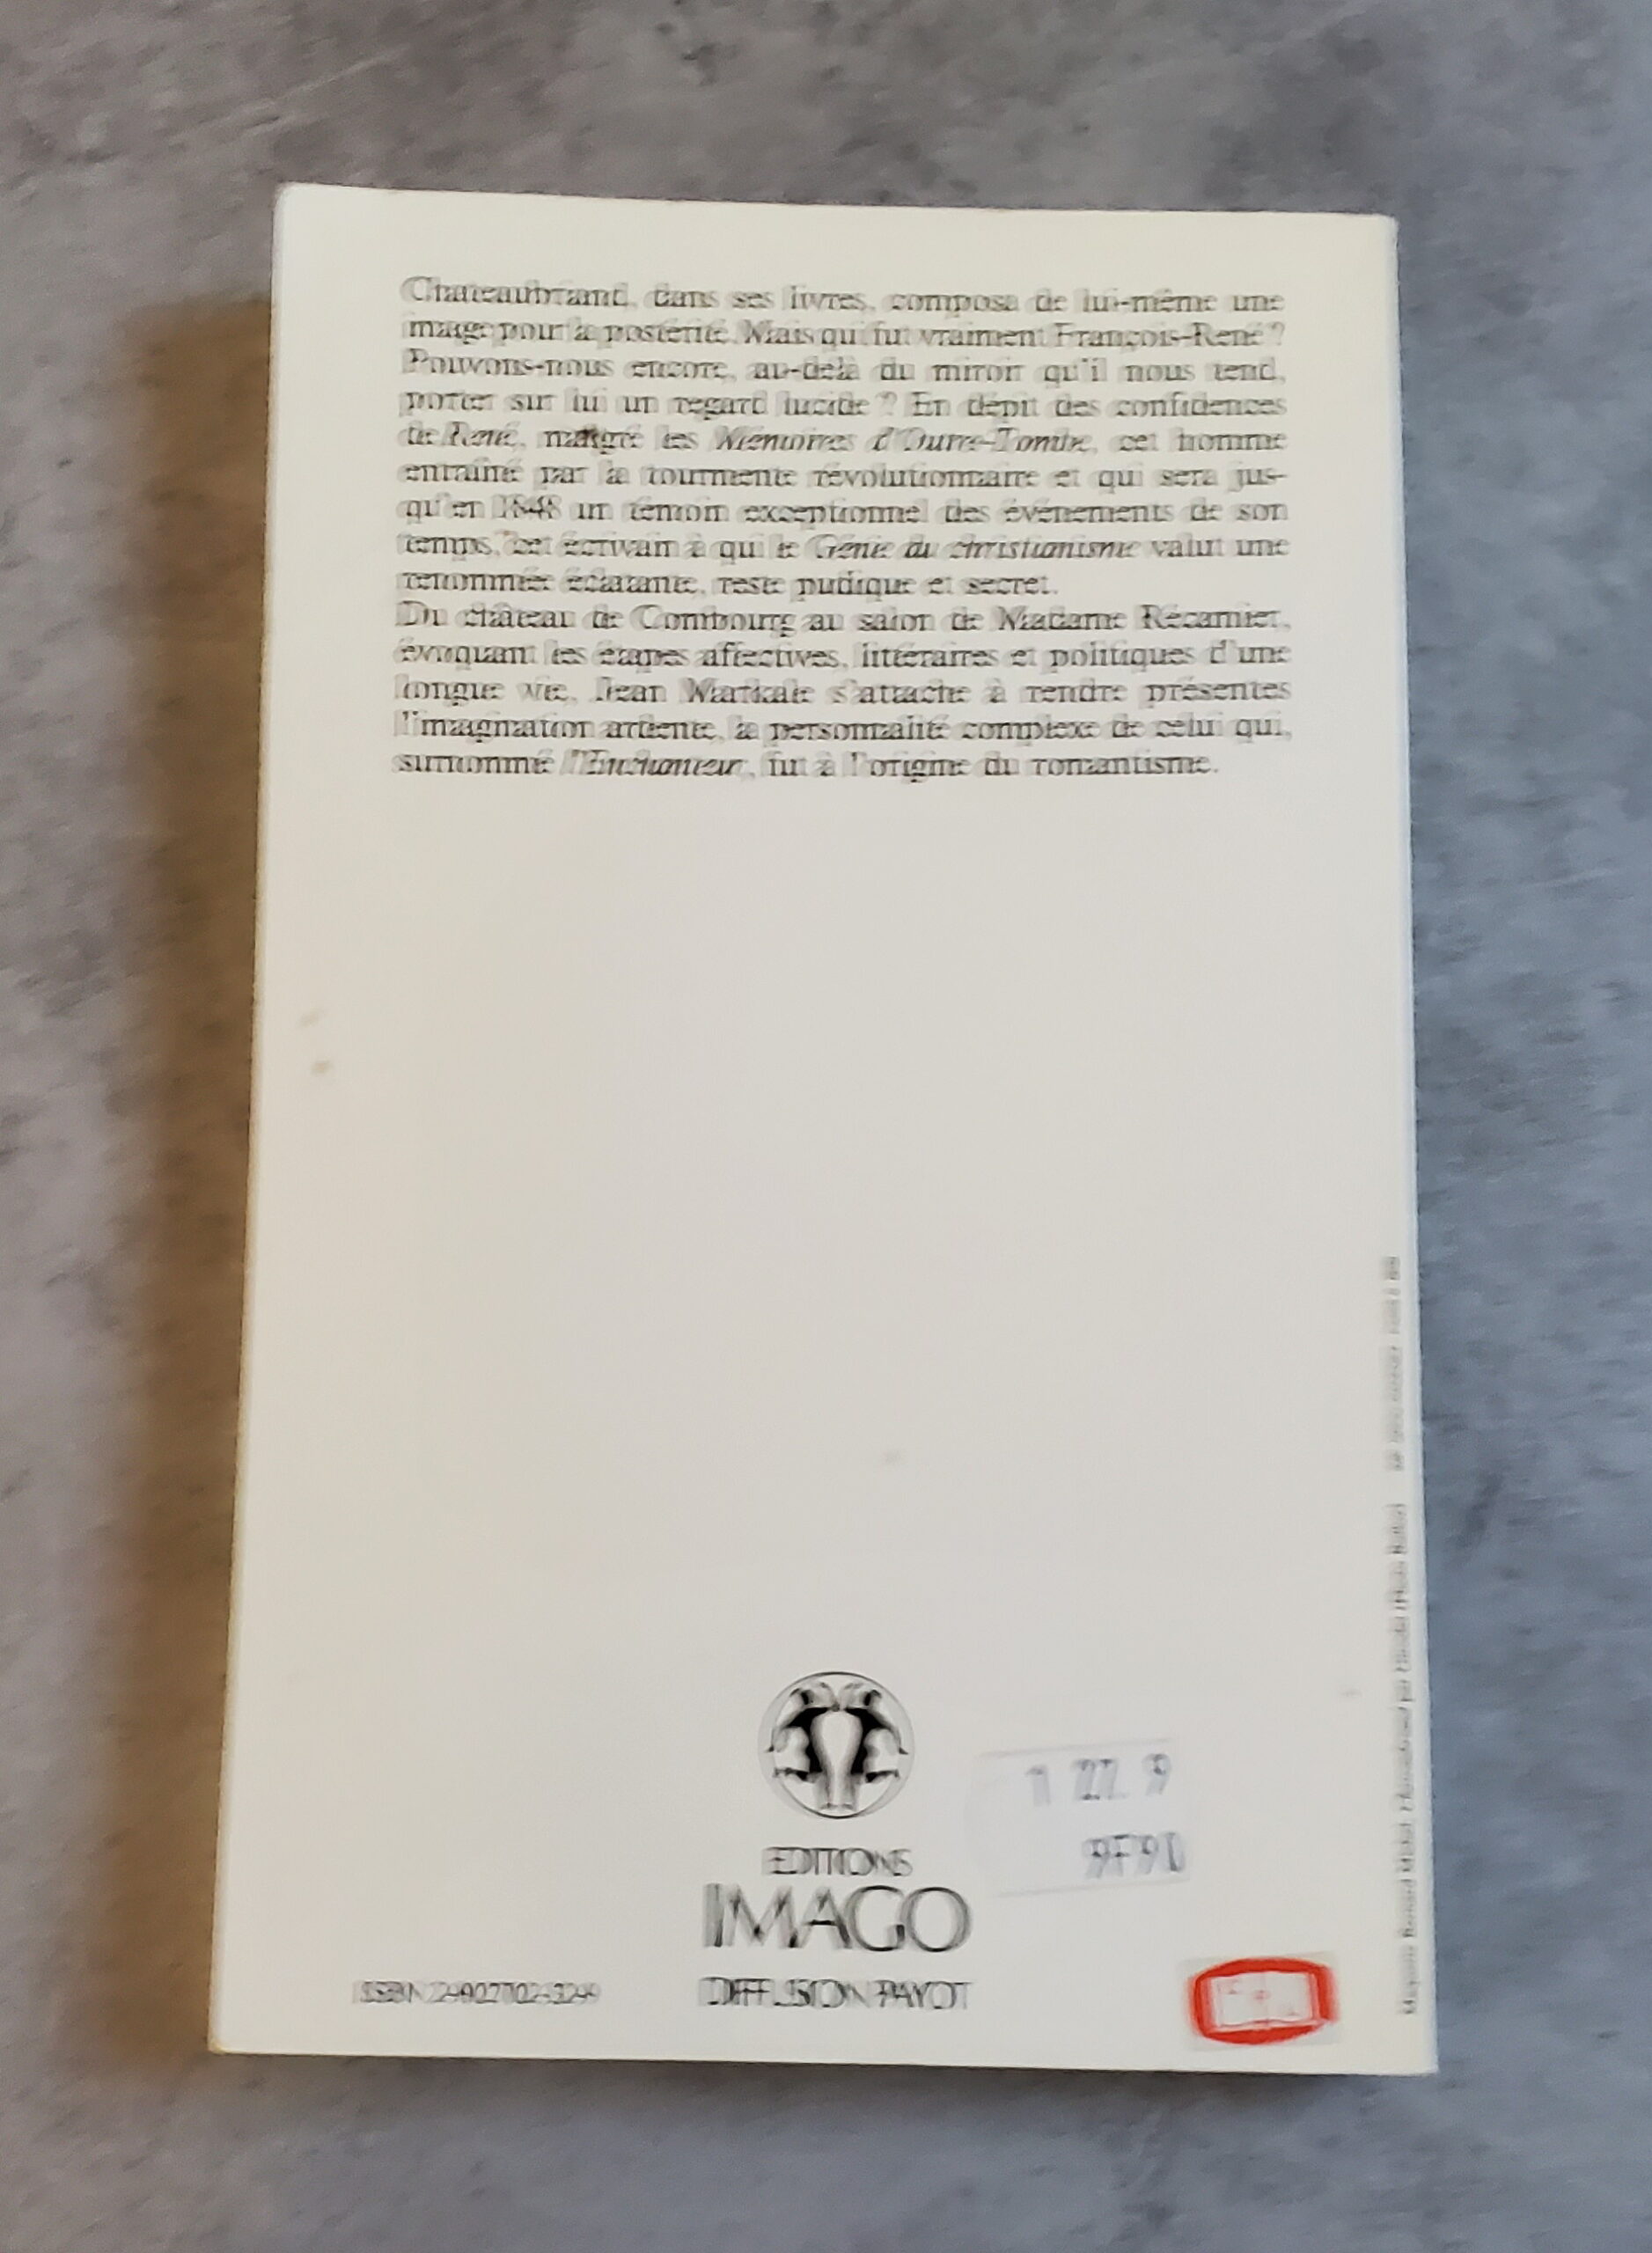 Chateaubriand, dans ses livres, composa de lui-même une
image pour la postérité. Mais qui fut vraiment François-René ?
Pouvons-nous encore, au-delà du miroir qu'il nous tend,
porter sur lui un regard lucide ? En dépit des confidences
de René, malgré les Mémoires d'Outre-Tombe, cet homme
entraîné par la tourmente révolutionnaire et qui sera jus-
qu'en 1848 un témoin exceptionnel des événements de son
temps, cet écrivain à qui le Génie du christianisme valut une
renommée éclatante, reste pudique et secret.
Du château de Combourg au salon de Madame Récamier,
évoquant les étapes affectives, littéraires et politiques d'une
longue vie, Jean Markale s'attache à rendre présentes
l'imagination ardente, la personnalité complexe de celui qui,
surnommé l'Enchanteur, fut à l'origine du romantisme.
EDITIONS
IMAGO
DIFFUSION PAYOT
ISBN